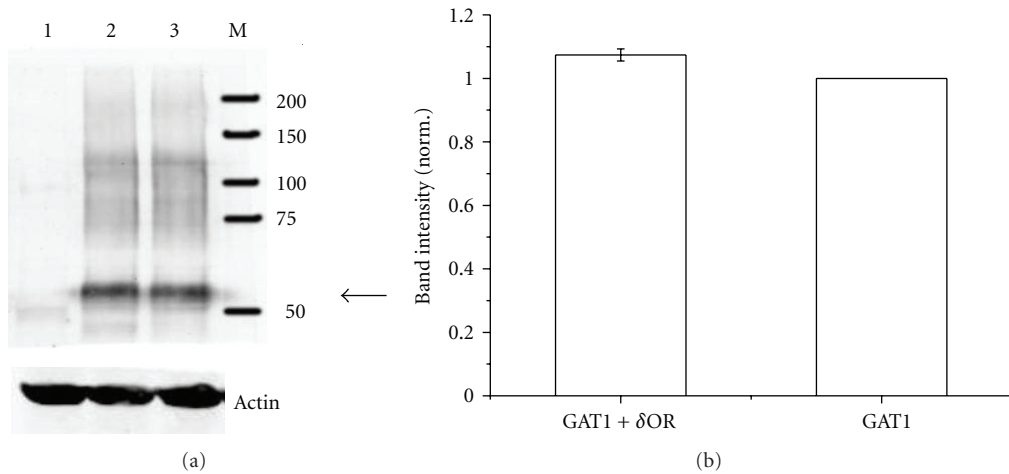 1 2 3 M
200
150
100
75
50
Actin
(a)
1.2
1
0.8
0.6
0.4
0.2
0
Band intensity (norm.)
GAT1 + δOR GAT1
(b)